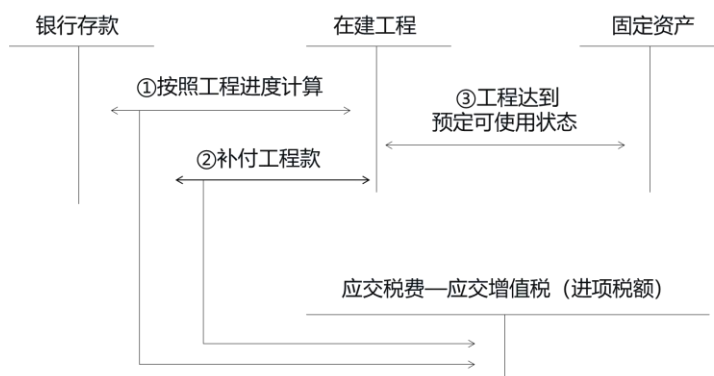 银行存款
在建工程
固定资产
①按照工程进度计算
③工程达到
预定可使用状态
②补付工程款
应交税费—应交增值税（进项税额）